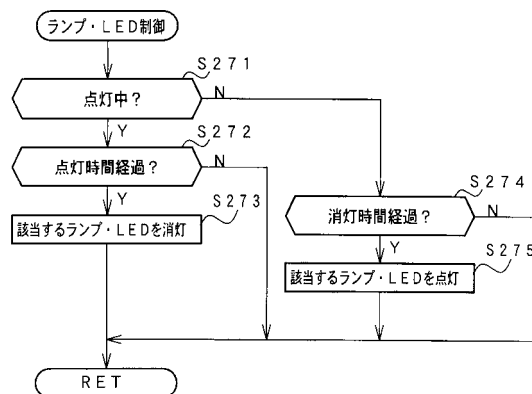 ランプ・LED制御
S271
点灯中?
N
Y
S272
点灯時間経過?
N
Y
S273
該当するランプ・LEDを消灯
S274
消灯時間経過?
N
Y
S275
該当するランプ・LEDを点灯
RET